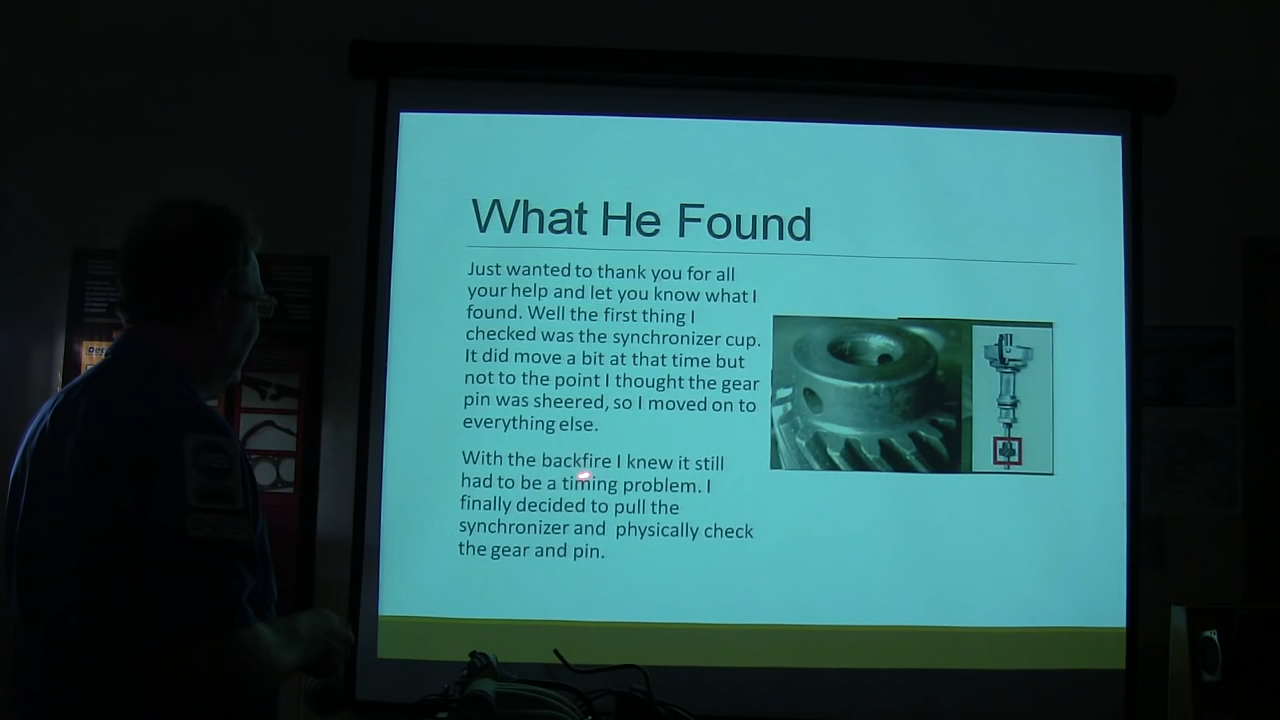 What He Found
Just wanted to thank you for all
your help and let you know what I
found. Well the first thing I
checked was the synchronizer cup.
It did move a bit at that time but
not to the point I thought the gear
pin was sheered, so I moved on to
everything else.
With the backfire I knew it still
had to be a timing problem. I
finally decided to pull the
synchronizer and physically check
the gear and pin.